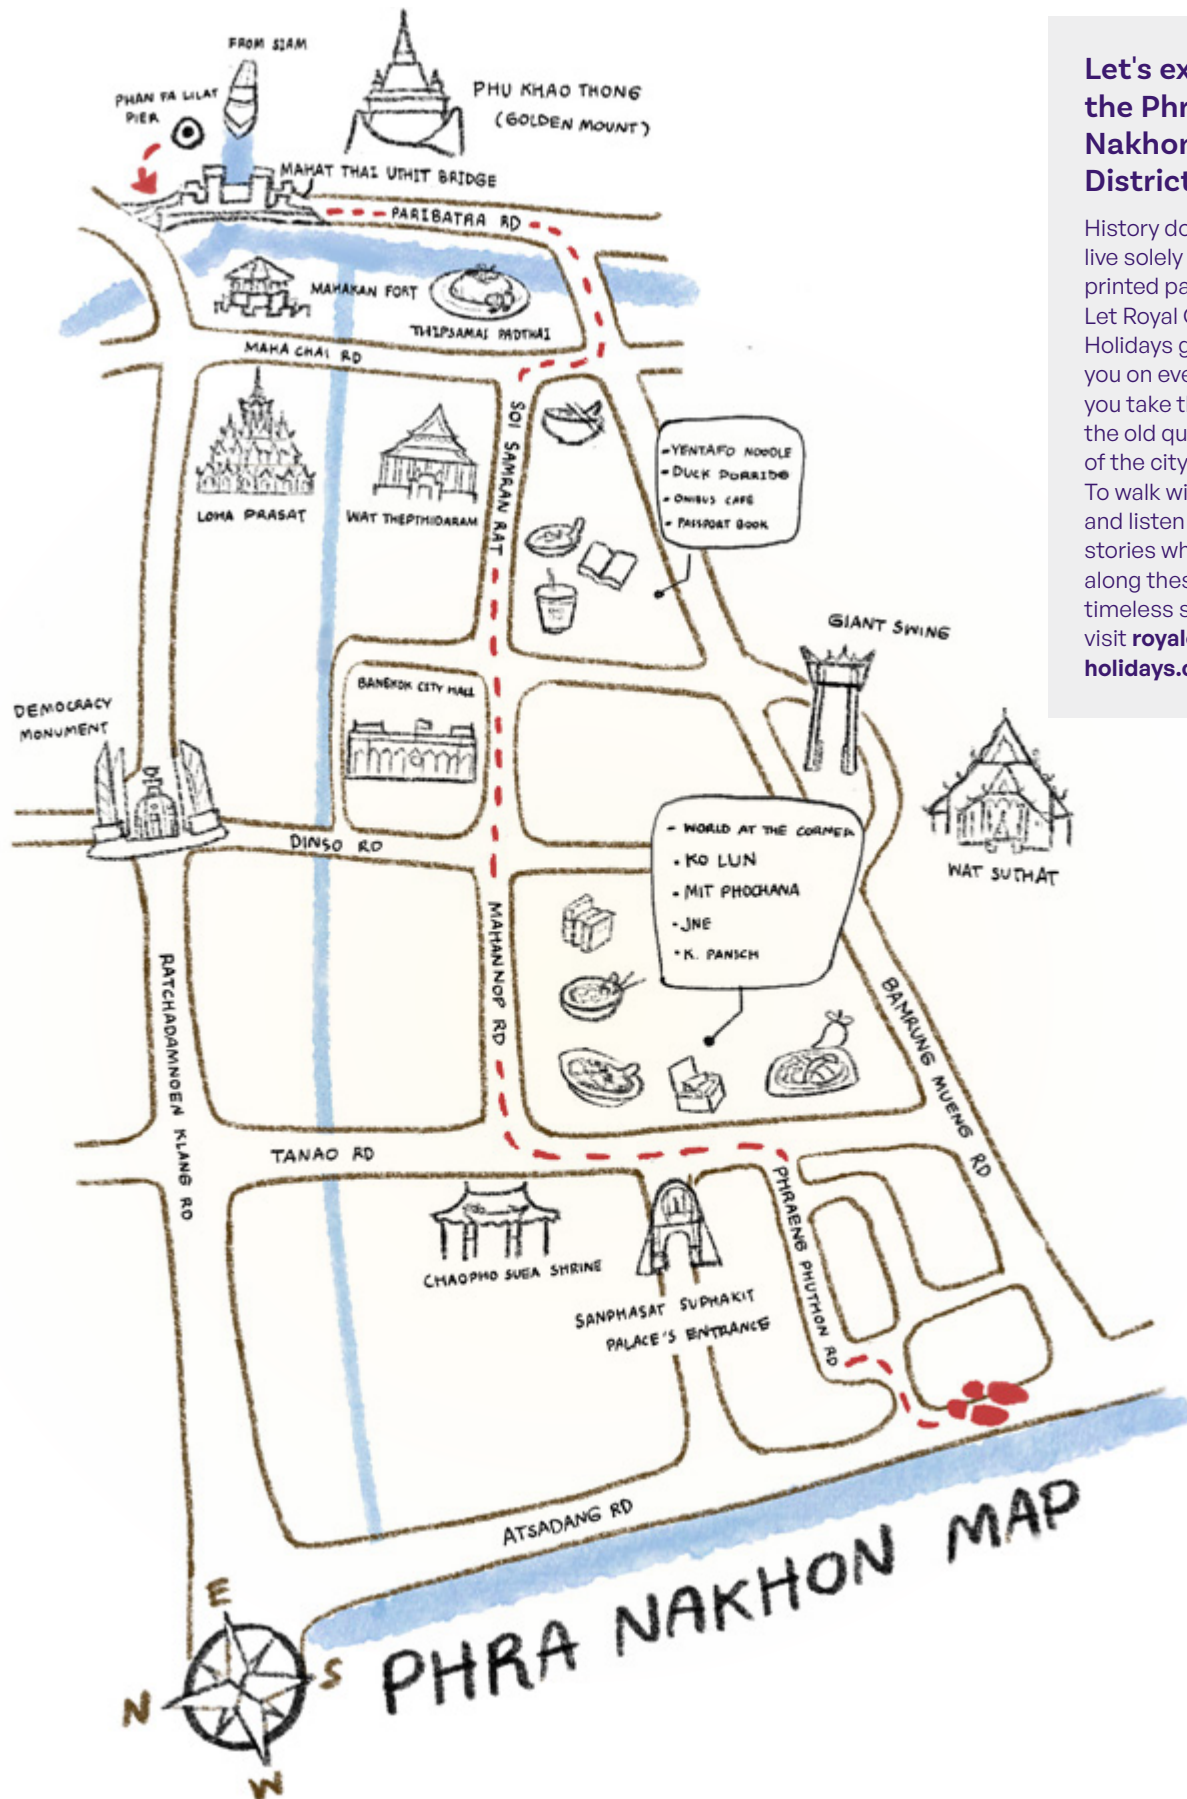 FROM SIAM
PHAN FA LILAT
PIER
PHU KHAO THONG
(GOLDEN MOUNT)
MAHAT THAI UTHIT BRIDGE
PARIBATRA RD
MAHAKAN FORT
THIPSAMAI PADTHAI
MAHA CHAI RD
SOI SAMRAN RAT
LOHA PRASAT
WAT THEPTHIDARAM
- YENTAFO NOODLE
- DUCK PORRIDG
- ONIBUS CAFE
- PASSPORT BOOK
GIANT SWING
BANGKOK CITY HALL
DEMOCRACY
MONUMENT
DINSO RD
- WORLD AT THE CORNER
• KO LUN
• MIT PHOCHANA
• JNE
• K. PANICH
WAT SUTHAT
MAHANNOP RD
RATCHADAMNOEN KLANG RD
BAMRUNG MUENG RD
TANAO RD
PHRAENG PHUTHON RD
CHAOPHO SUEA SHRINE
SANPHASAT SUPHAKIT
PALACE'S ENTRANCE
ATSADANG RD
PHRA NAKHON MAP
E
N
S
W
Let's ex
the Phr
Nakhor
District
History do
live solely
printed pa
Let Royal
Holidays g
you on eve
you take t
the old qu
of the city
To walk wi
and listen
stories wh
along thes
timeless s
visit royal
holidays.c